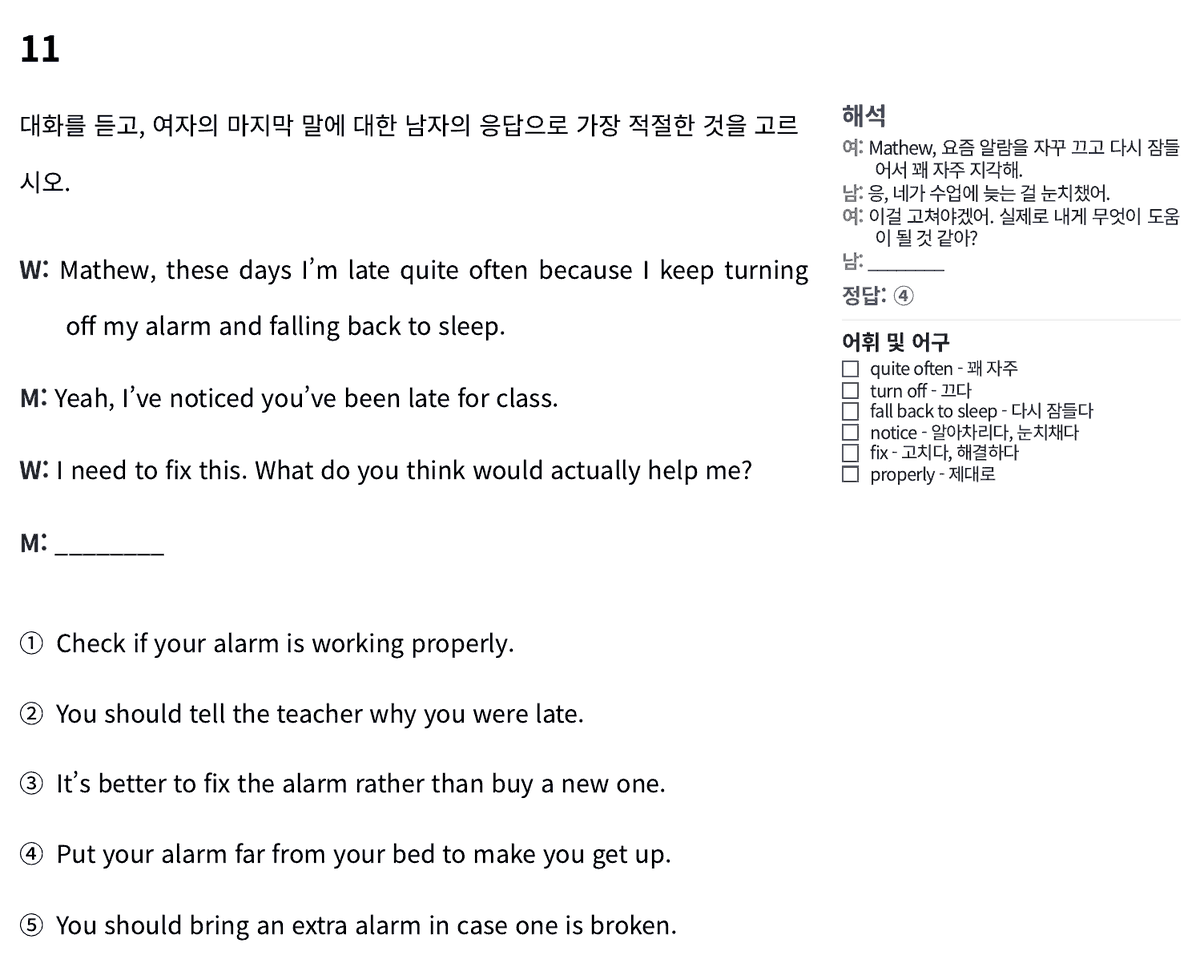 11
대화를 듣고, 여자의 마지막 말에 대한 남자의 응답으로 가장 적절한 것을 고르
시오.
W: Mathew, these days I’m late quite often because I keep turning
off my alarm and falling back to sleep.
M: Yeah, I’ve noticed you’ve been late for class.
W: I need to fix this. What do you think would actually help me?
M: ________
① Check if your alarm is working properly.
② You should tell the teacher why you were late.
③ It’s better to fix the alarm rather than buy a new one.
④ Put your alarm far from your bed to make you get up.
⑤ You should bring an extra alarm in case one is broken.
해석
여: Mathew, 요즘 알람을 자꾸 끄고 다시 잠들
어서 꽤 자주 지각해.
남: 응, 네가 수업에 늦는 걸 눈치챘어.
여: 이걸 고쳐야겠어. 실제로 내게 무엇이 도움
이 될 것 같아?
남: ________
정답: ④
어휘 및 어구
□ quite often - 꽤 자주
□ turn off - 끄다
□ fall back to sleep - 다시 잠들다
□ notice - 알아차리다, 눈치채다
□ fix - 고치다, 해결하다
□ properly - 제대로